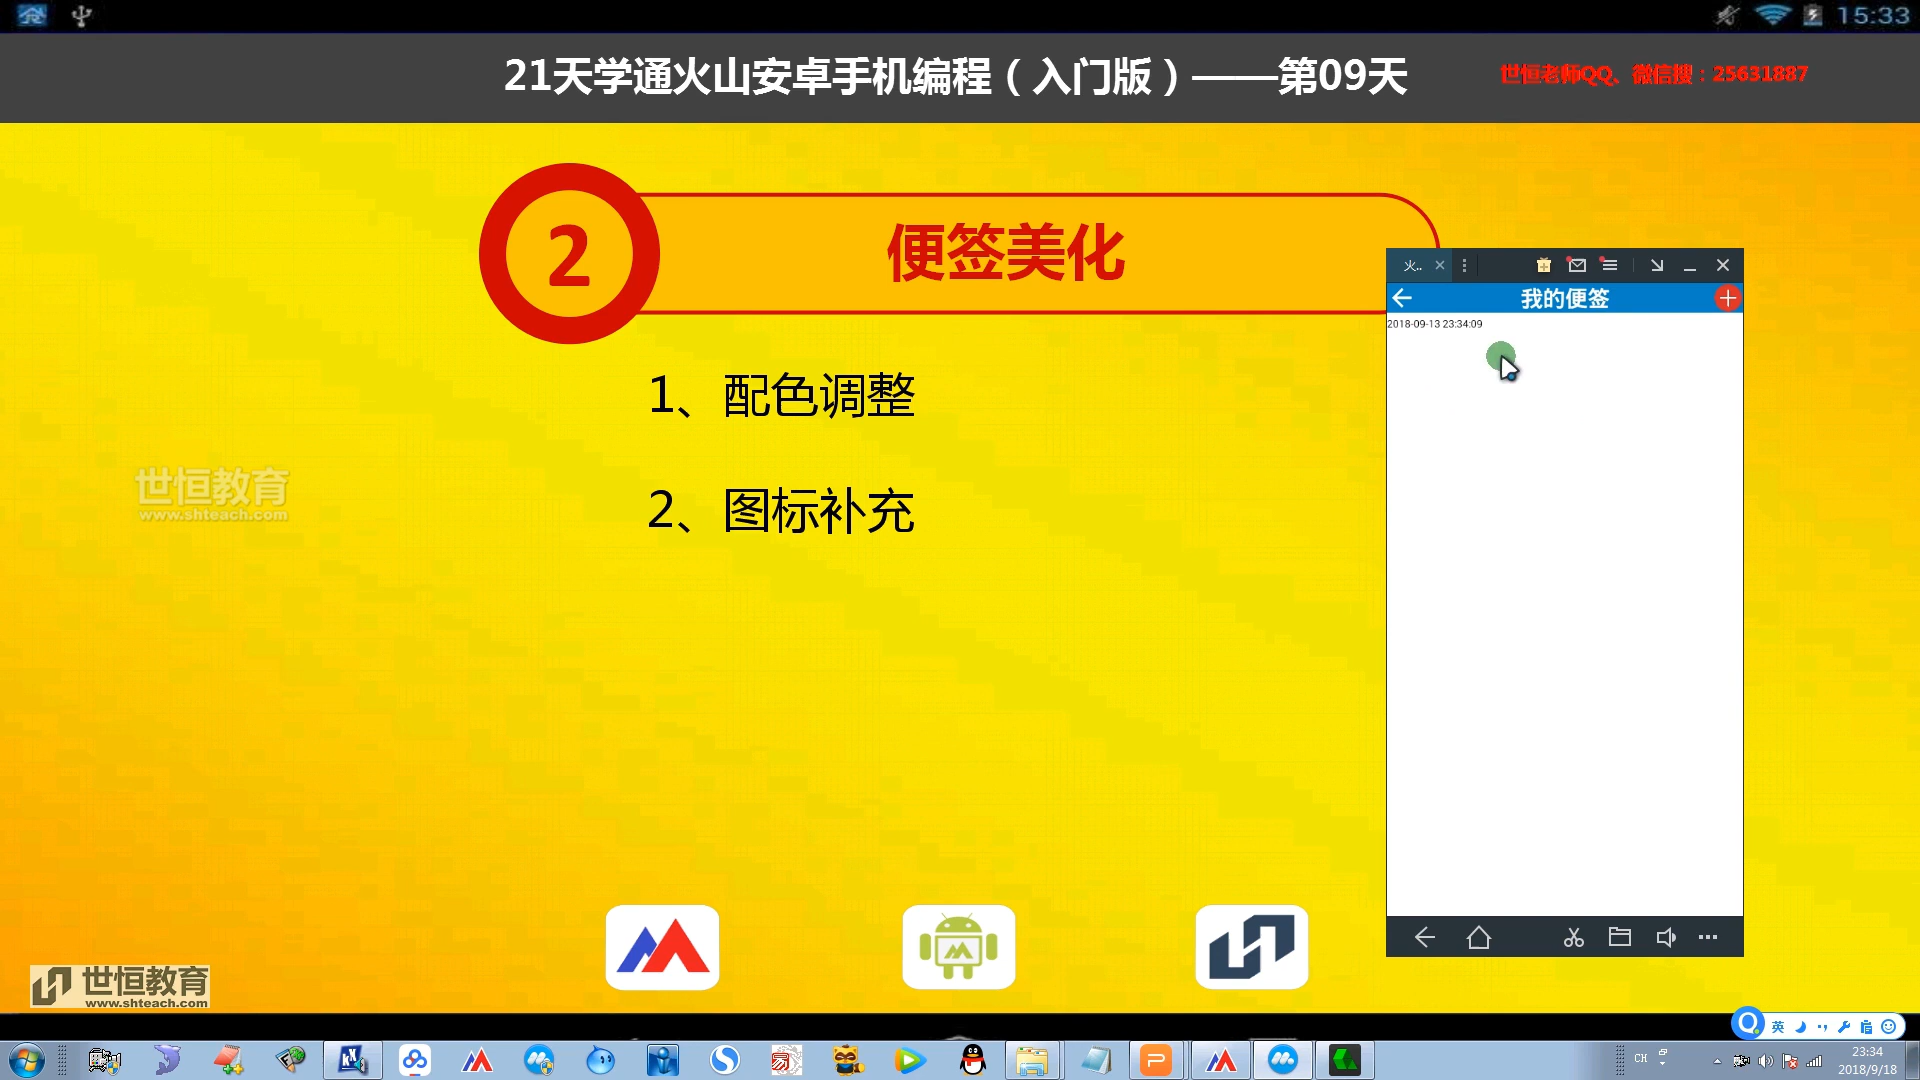 15:33
21天学通火山安卓手机编程（入门版）——第09天
世恒老师QQ、微信搜：25631887
2
便签美化
火..
我的便签
2018-09-13 23:34:09
1、配色调整
2、图标补充
世恒教育
www.shteach.com
世恒教育
www.shteach.com
英
CH
23:34
2018/9/18